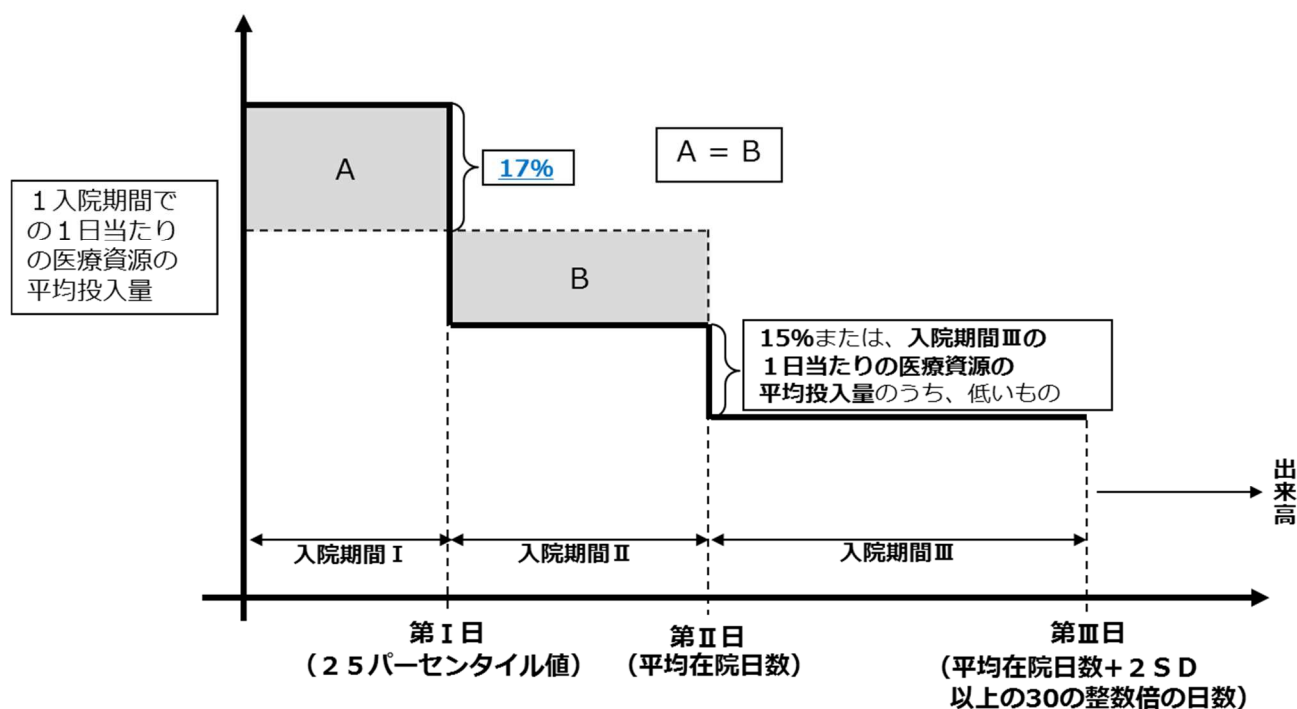 A
17%
A = B
１入院期間で
の１日当たり
の医療資源の
平均投入量
B
15%または、入院期間Ⅲの
１日当たりの医療資源の
平均投入量のうち、低いもの
出来高
入院期間Ⅰ
入院期間Ⅱ
入院期間Ⅲ
第Ⅰ日
（２５パーセンタイル値）
第Ⅱ日
（平均在院日数）
第Ⅲ日
（平均在院日数＋２ＳＤ
以上の30の整数倍の日数）